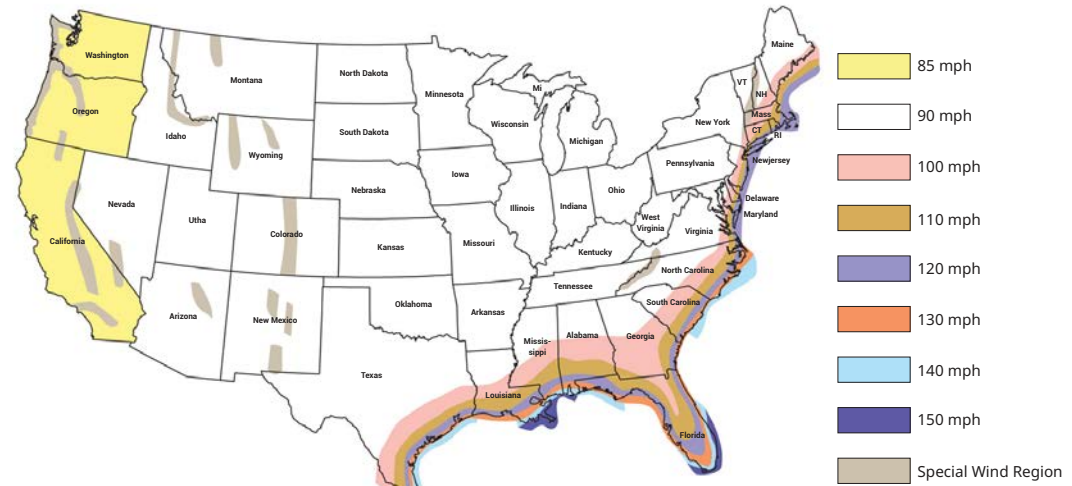 Washington
Oregon
California
Nevada
Idaho
Montana
Wyoming
Utha
Colorado
Arizona
New Mexico
North Dakota
South Dakota
Nebraska
Kansas
Oklahoma
Texas
Minnesota
Iowa
Missouri
Arkansas
Louisiana
Wisconsin
Illinois
Mi
MI
Michigan
Indiana
Ohio
Kentucky
Tennessee
Missis-
sippi
Alabama
Georgia
Florida
South Carolina
North Carolina
Virginia
West
Virginia
Pennsylvania
New York
VT
NH
Maine
Mass
CT
RI
Newjersey
Delaware
Maryland
85 mph
90 mph
100 mph
110 mph
120 mph
130 mph
140 mph
150 mph
Special Wind Region